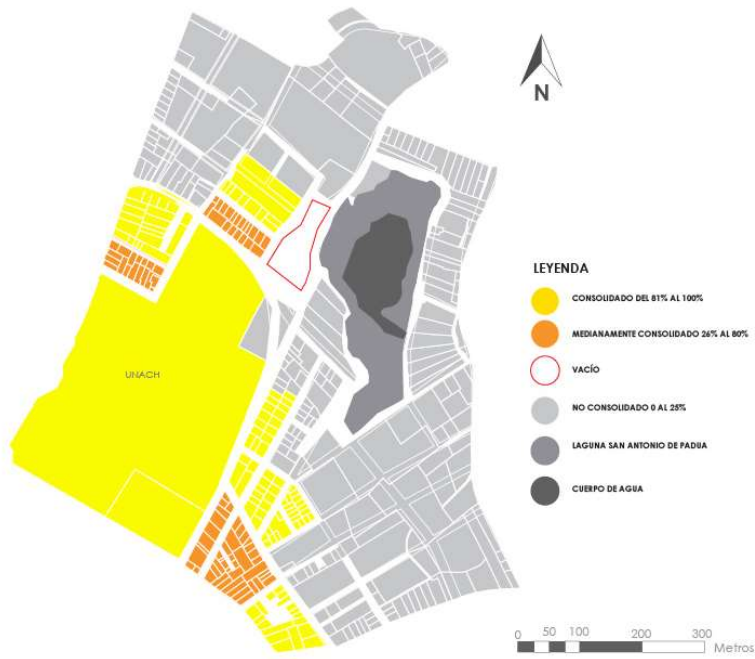 N
LEYENDA
CONSOLIDADO DEL 81% AL 100%
MEDIANAMENTE CONSOLIDADO 26% AL 80%
VACÍO
NO CONSOLIDADO 0 AL 25%
LAGUNA SAN ANTONIO DE PADUA
CUERPO DE AGUA
UNACH
0 50 100 200 300
Metros